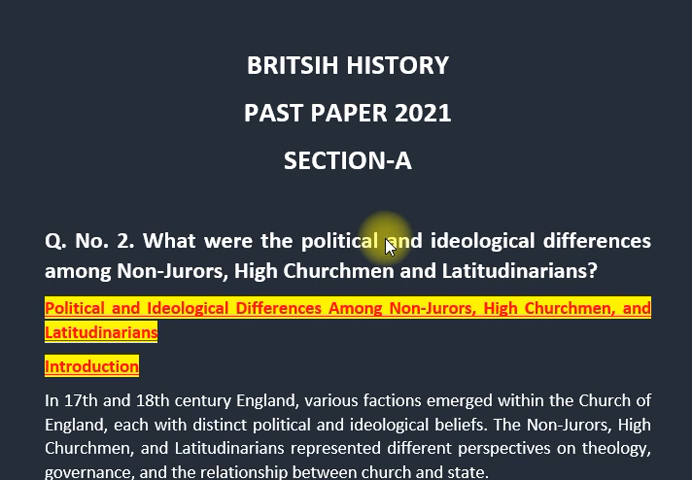 BRITSIH HISTORY
PAST PAPER 2021
SECTION-A
Q. No. 2. What were the political and ideological differences
among Non-Jurors, High Churchmen and Latitudinarians?
Political and Ideological Differences Among Non-Jurors, High Churchmen, and
Latitudinarians
Introduction
In 17th and 18th century England, various factions emerged within the Church of
England, each with distinct political and ideological beliefs. The Non-Jurors, High
Churchmen, and Latitudinarians represented different perspectives on theology,
governance, and the relationship between church and state.